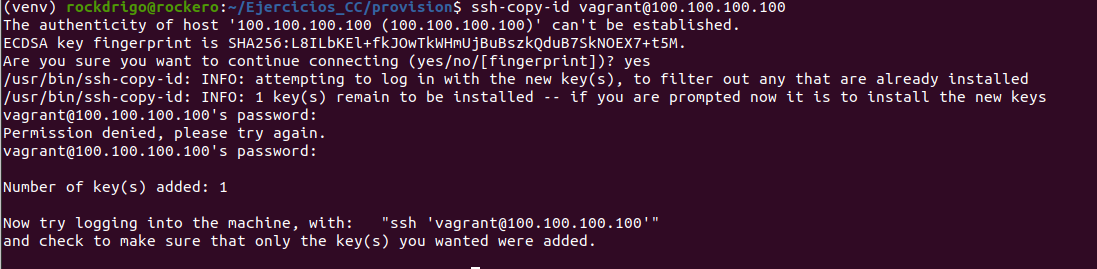 (venv) rockdrigo@rockero:~/Ejercicios_CC/provision$ ssh-copy-id vagrant@100.100.100.100
The authenticity of host '100.100.100.100 (100.100.100.100)' can't be established.
ECDSA key fingerprint is SHA256:L8ILbKEl+fkJOwTkWHmUjBuBszkQduB7SkNOEX7+t5M.
Are you sure you want to continue connecting (yes/no/[fingerprint])? yes
/usr/bin/ssh-copy-id: INFO: attempting to log in with the new key(s), to filter out any that are already installed
/usr/bin/ssh-copy-id: INFO: 1 key(s) remain to be installed -- if you are prompted now it is to install the new keys
vagrant@100.100.100.100's password:
Permission denied, please try again.
vagrant@100.100.100.100's password:
Number of key(s) added: 1
Now try logging into the machine, with:   "ssh 'vagrant@100.100.100.100'"
and check to make sure that only the key(s) you wanted were added.